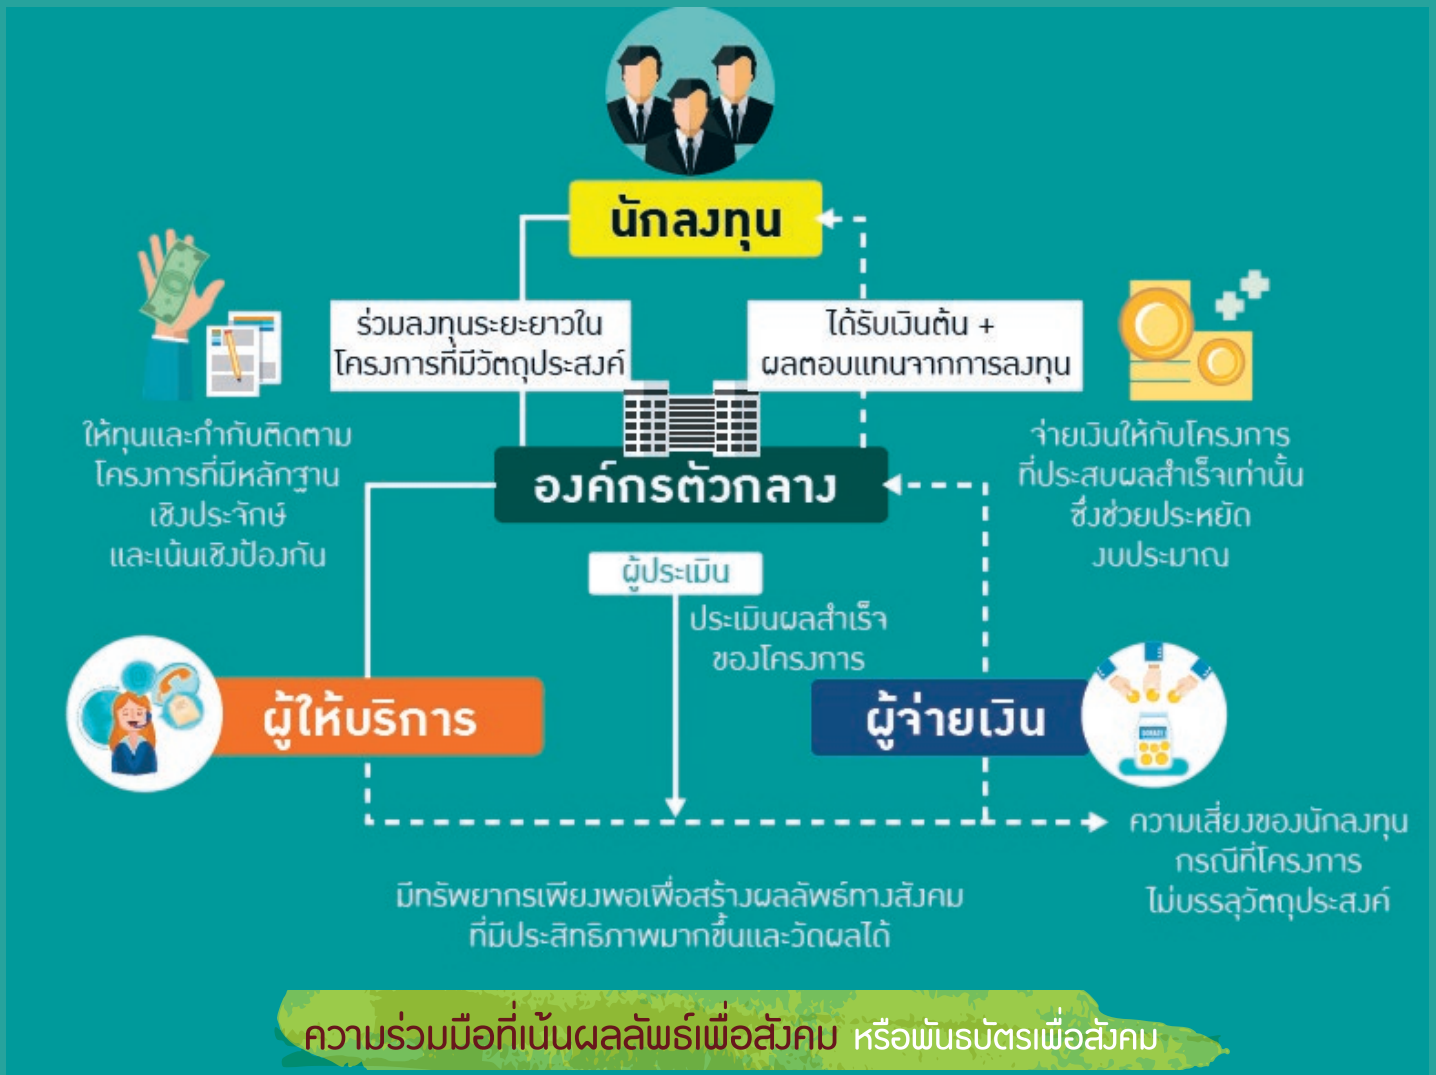 นักลงทุน
ร่วมลงทุนระยะยาวใน
โครงการที่มีวัตถุประสงค์
ได้รับเงินต้น +
ผลตอบแทนจากการลงทุน
ให้ทุนและกำกับติดตาม
โครงการที่มีหลักฐาน
เชิงประจักษ์
และเน้นเชิงป้องกัน
องค์กรตัวกลาง
จ่ายเงินให้กับโครงการ
ที่ประสบผลสำเร็จเท่านั้น
ซึ่งช่วยประหยัด
งบประมาณ
ผู้ประเมิน
ประเมินผลสำเร็จ
ของโครงการ
ผู้ให้บริการ
ผู้จ่ายเงิน
ความเสี่ยงของนักลงทุน
กรณีที่โครงการ
ไม่บรรลุวัตถุประสงค์
มีทรัพยากรเพียงพอเพื่อสร้างผลลัพธ์ทางสังคม
ที่มีประสิทธิภาพมากขึ้นและวัดผลได้
ความร่วมมือที่เน้นผลลัพธ์เพื่อสังคม หรือพันธบัตรเพื่อสังคม